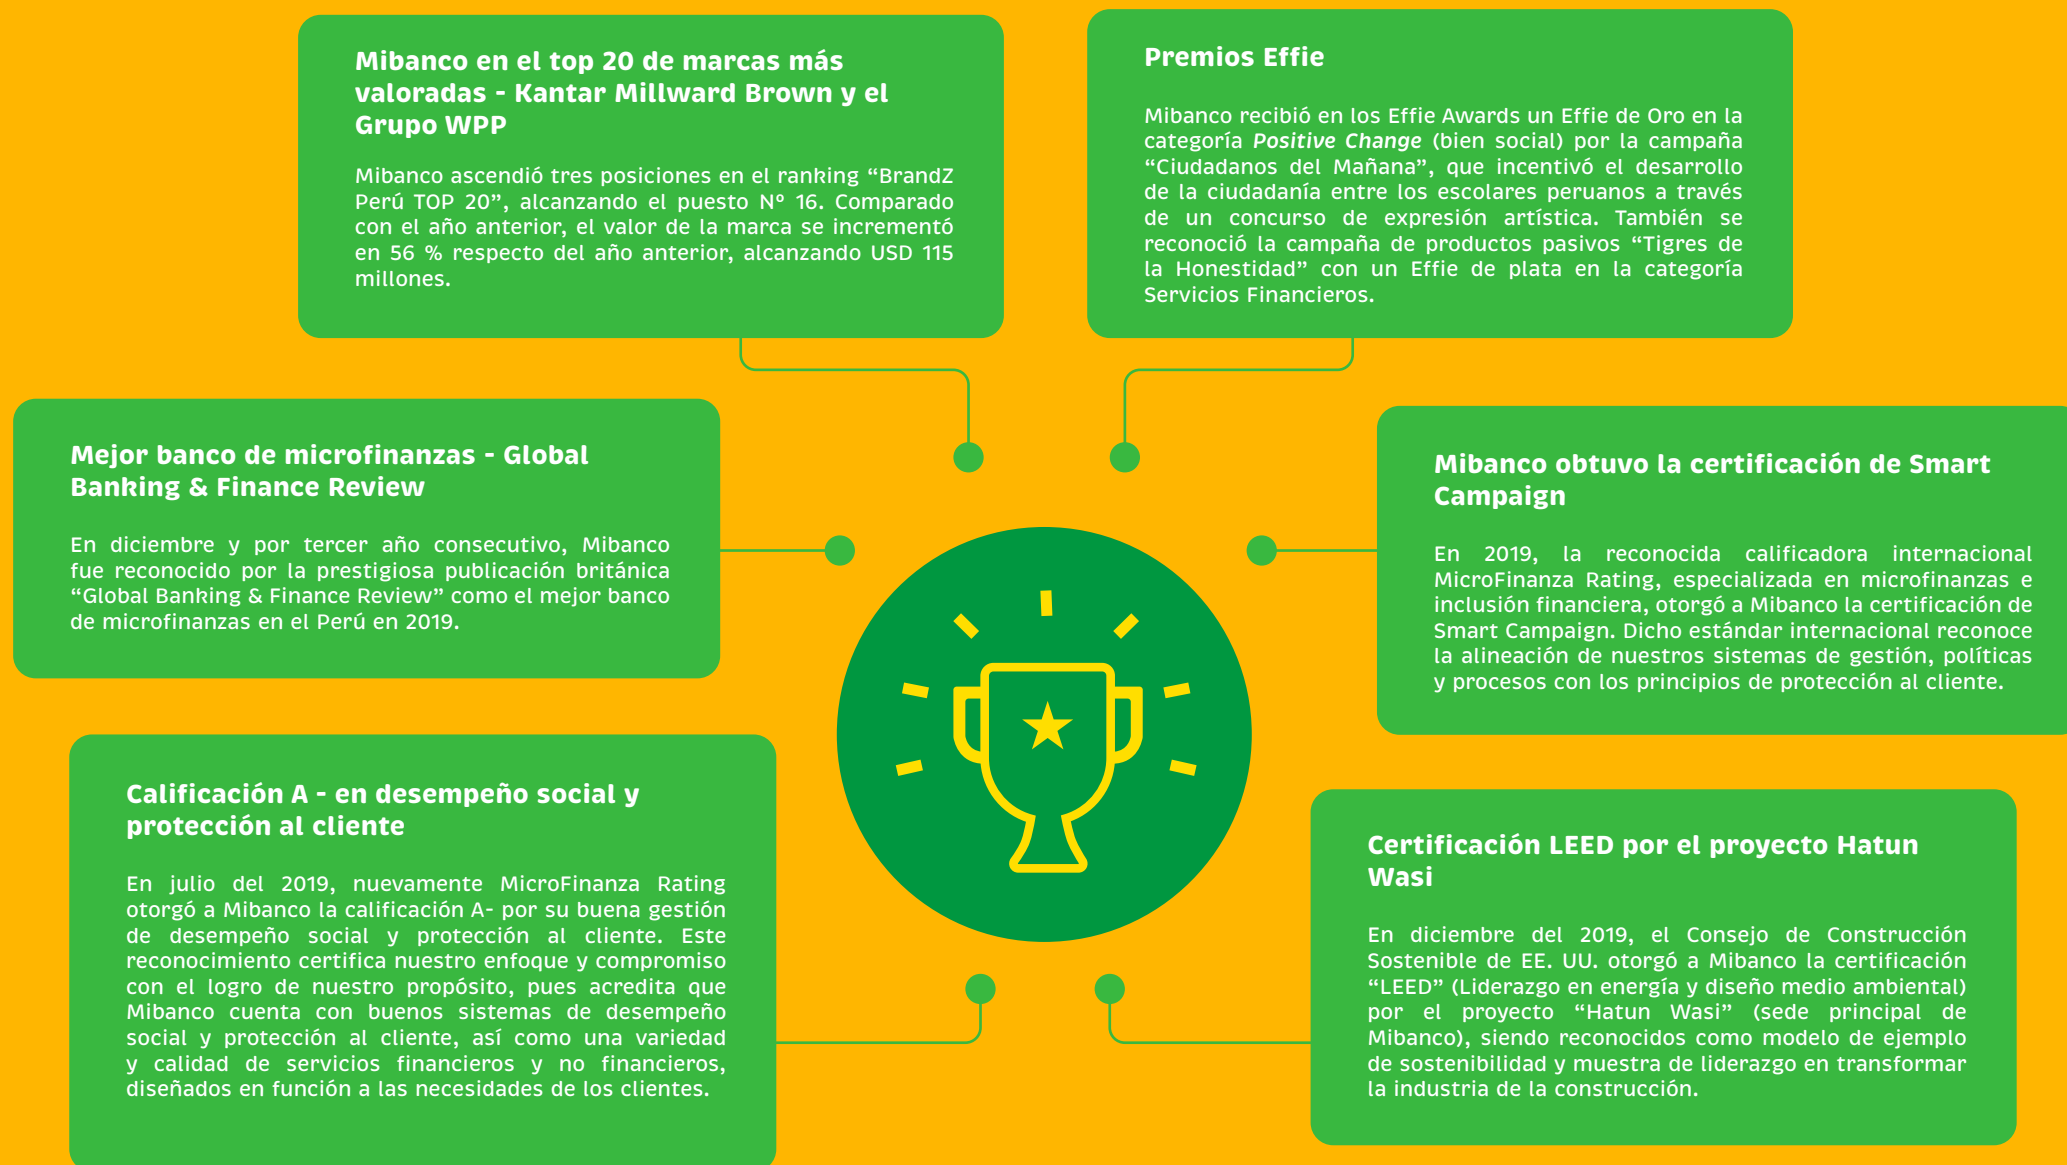 Mibanco en el top 20 de marcas más
valoradas - Kantar Millward Brown y el
Grupo WPP
Mibanco ascendió tres posiciones en el ranking “BrandZ
Perú TOP 20”, alcanzando el puesto Nº 16. Comparado
con el año anterior, el valor de la marca se incrementó
en 56 % respecto del año anterior, alcanzando USD 115
millones.
Premios Effie
Mibanco recibió en los Effie Awards un Effie de Oro en la
categoría Positive Change (bien social) por la campaña
“Ciudadanos del Mañana”, que incentivó el desarrollo
de la ciudadanía entre los escolares peruanos a través
de un concurso de expresión artística. También se
reconoció la campaña de productos pasivos “Tigres de
la Honestidad” con un Effie de plata en la categoría
Servicios Financieros.
Mejor banco de microfinanzas - Global
Banking & Finance Review
En diciembre y por tercer año consecutivo, Mibanco
fue reconocido por la prestigiosa publicación británica
“Global Banking & Finance Review” como el mejor banco
de microfinanzas en el Perú en 2019.
Mibanco obtuvo la certificación de Smart
Campaign
En 2019, la reconocida calificadora internacional
MicroFinanza Rating, especializada en microfinanzas e
inclusión financiera, otorgó a Mibanco la certificación de
Smart Campaign. Dicho estándar internacional reconoce
la alineación de nuestros sistemas de gestión, políticas
y procesos con los principios de protección al cliente.
Calificación A - en desempeño social y
protección al cliente
En julio del 2019, nuevamente MicroFinanza Rating
otorgó a Mibanco la calificación A- por su buena gestión
de desempeño social y protección al cliente. Este
reconocimiento certifica nuestro enfoque y compromiso
con el logro de nuestro propósito, pues acredita que
Mibanco cuenta con buenos sistemas de desempeño
social y protección al cliente, así como una variedad
y calidad de servicios financieros y no financieros,
diseñados en función a las necesidades de los clientes.
Certificación LEED por el proyecto Hatun
Wasi
En diciembre del 2019, el Consejo de Construcción
Sostenible de EE. UU. otorgó a Mibanco la certificación
“LEED” (Liderazgo en energía y diseño medio ambiental)
por el proyecto “Hatun Wasi” (sede principal de
Mibanco), siendo reconocidos como modelo de ejemplo
de sostenibilidad y muestra de liderazgo en transformar
la industria de la construcción.